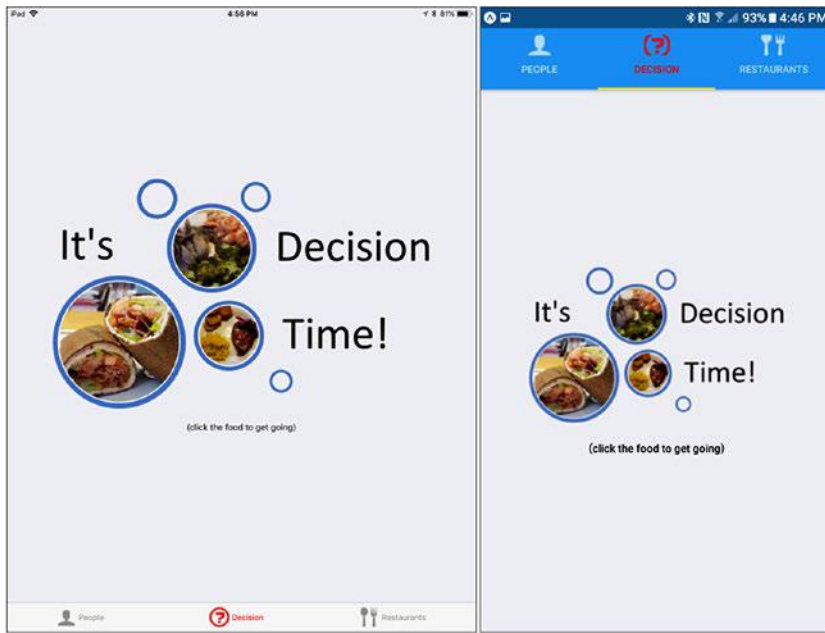 iPad 4:56 PM 81%
It's Decision
Time!
(click the food to get going)
People Decision Restaurants
93% 4:46 PM
PEOPLE DECISION RESTAURANTS
It's Decision
Time!
(click the food to get going)